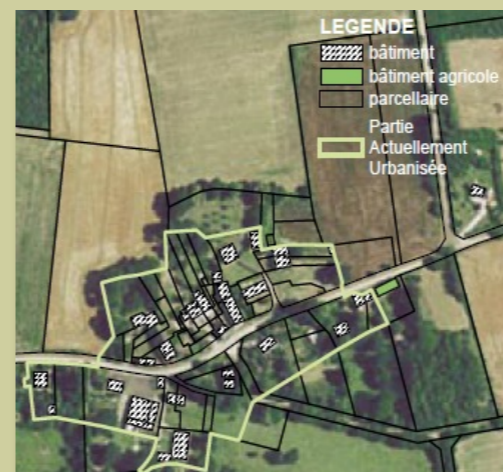 LEGENDE
bâtiment
bâtiment agricole
parcellaire
Partie
Actuellement
Urbanisée